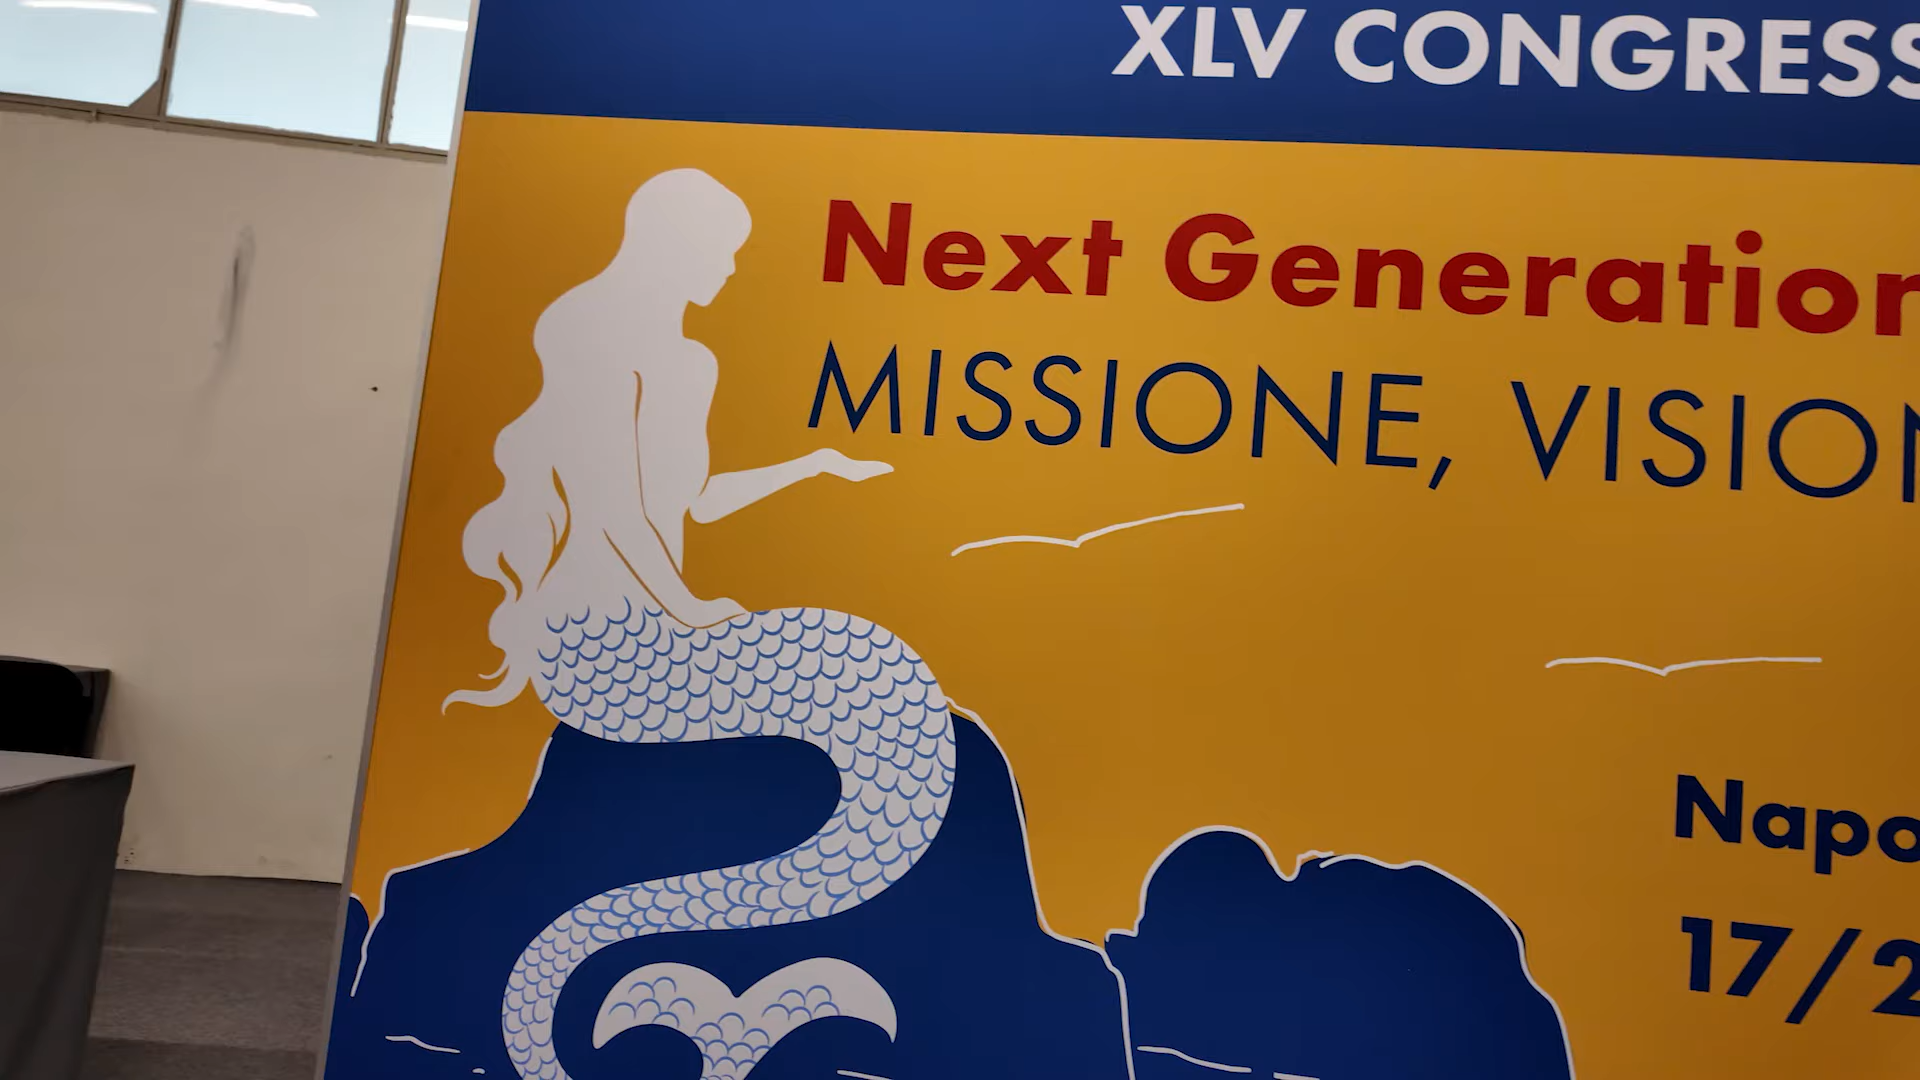 XLV CONGRESS
Next Generation
MISSIONE, VISION
Napo
17/2